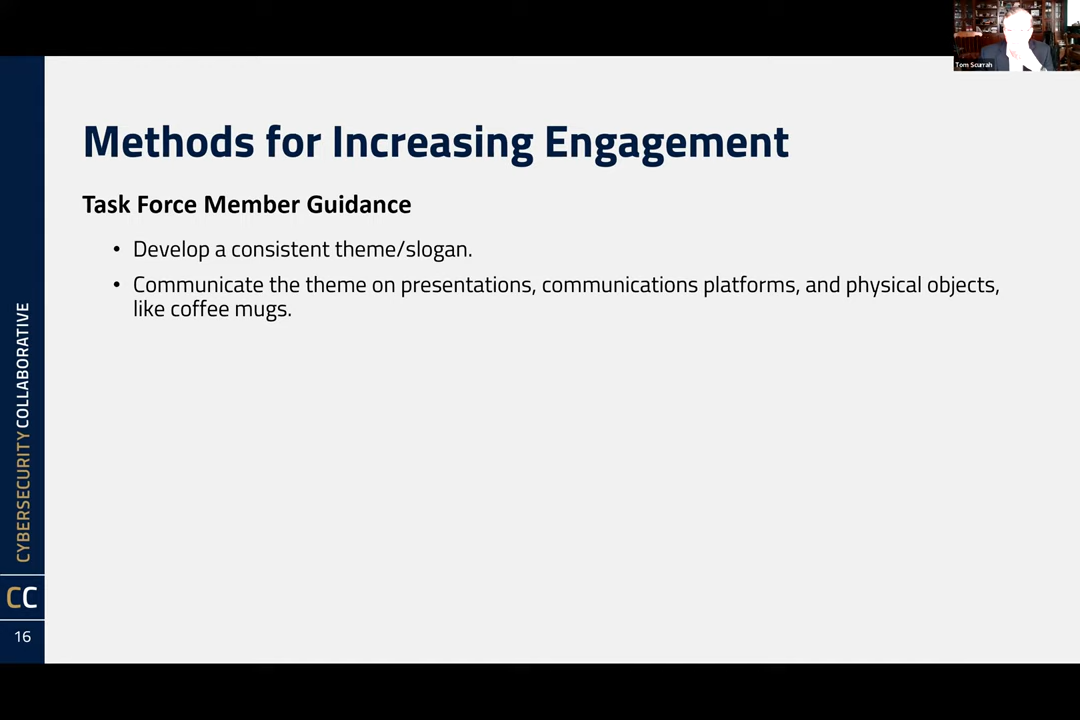 Tom Scurrah
Methods for Increasing Engagement
Task Force Member Guidance
• Develop a consistent theme/slogan.
• Communicate the theme on presentations, communications platforms, and physical objects,
like coffee mugs.
CYBERSECURITY COLLABORATIVE
CC
16